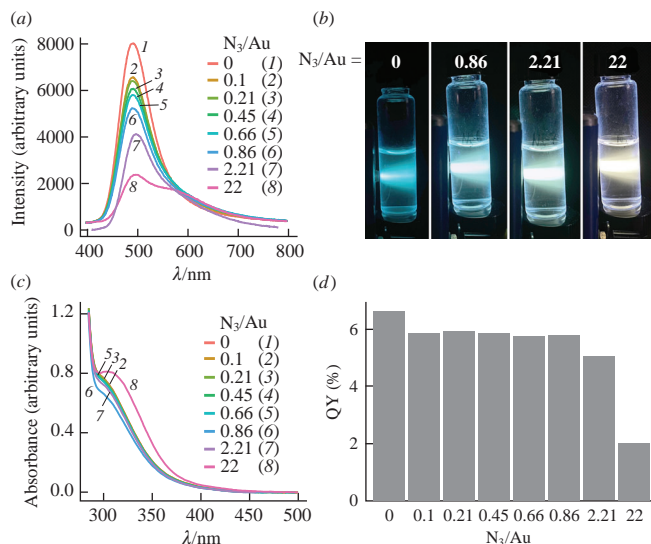 (a)
Intensity (arbitrary units)
8000
6000
4000
2000
0
400 500 600 700 800
λ/nm
1
2
3
4
5
6
7
8
N₃/Au
0 (1)
0.1 (2)
0.21 (3)
0.45 (4)
0.66 (5)
0.86 (6)
2.21 (7)
22 (8)
(b)
N₃/Au = 0 0.86 2.21 22
(c)
Absorbance (arbitrary units)
1.2
0.8
0.4
0.0
300 350 400 450 500
λ/nm
5 3 2
8
6
7
N₃/Au
0 (1)
0.1 (2)
0.21 (3)
0.45 (4)
0.66 (5)
0.86 (6)
2.21 (7)
22 (8)
(d)
QY (%)
6
4
2
0
0 0.1 0.21 0.45 0.66 0.86 2.21 22
N₃/Au